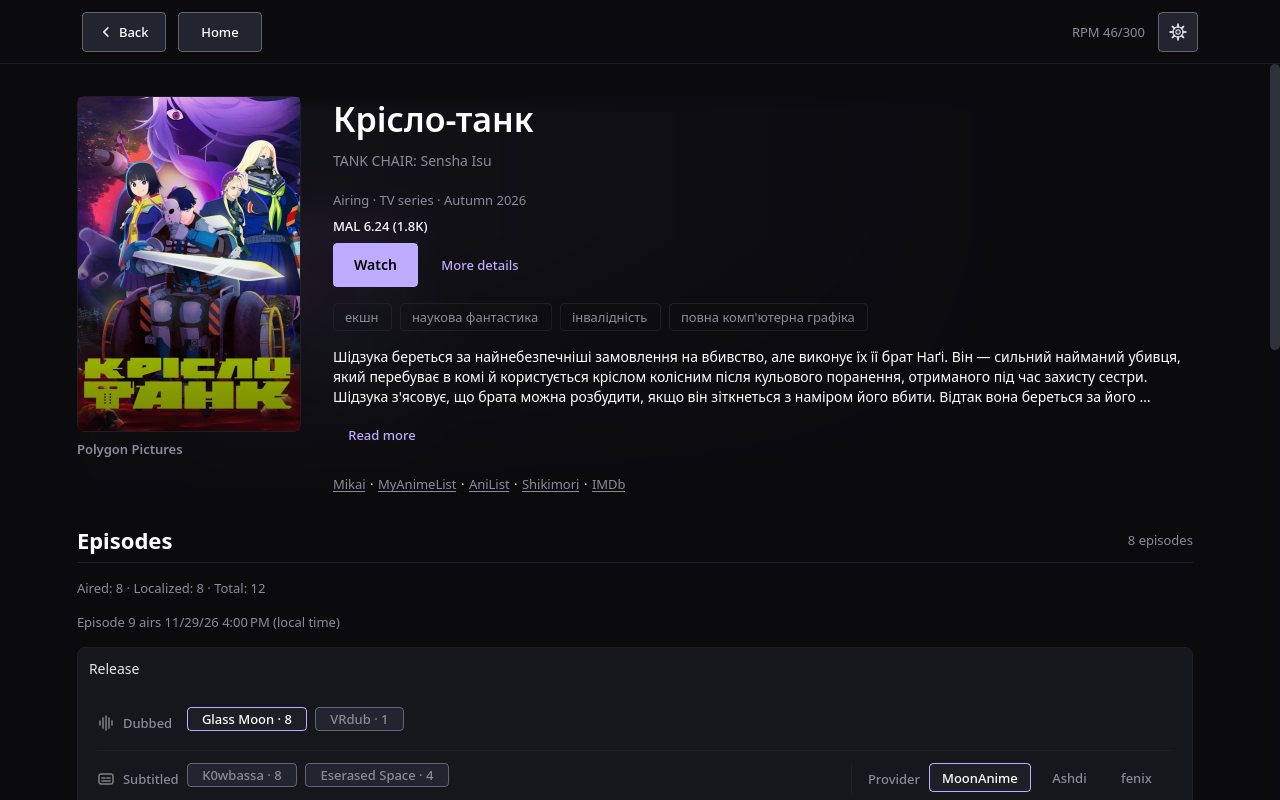 Back
Home
RPM 46/300
Крісло-танк
TANK CHAIR: Sensha Isu
Airing · TV series · Autumn 2026
MAL 6.24 (1.8K)
Watch
More details
екшн
наукова фантастика
інвалідність
повна комп'ютерна графіка
КРІСЛО
ТАНК
Шідзука береться за найнебезпечніші замовлення на вбивство, але виконує їх її брат Наґі. Він — сильний найманий убивця,
який перебуває в комі й користується кріслом колісним після кульового поранення, отриманого під час захисту сестри.
Шідзука з'ясовує, що брата можна розбудити, якщо він зіткнеться з наміром його вбити. Відтак вона береться за його ...
Read more
Polygon Pictures
Mikai · MyAnimeList · AniList · Shikimori · IMDb
Episodes
8 episodes
Aired: 8 · Localized: 8 · Total: 12
Episode 9 airs 11/29/26 4:00 PM (local time)
Release
Dubbed
Glass Moon · 8
VRdub · 1
Subtitled
K0wbassa · 8
Eserased Space · 4
Provider
MoonAnime
Ashdi
fenix